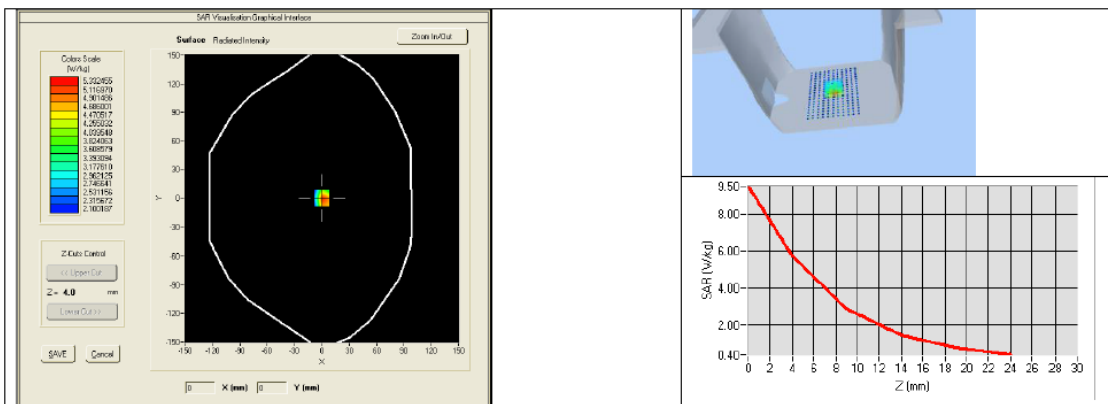 SAR Visualisation Graphical Interface
Surface Radiated Intensity
Zoom In/Out
Colors Scale
(W/kg)
5.332455
5.116970
4.901486
4.686001
4.470517
4.255032
4.039548
3.824063
3.608579
3.393094
3.177610
2.962125
2.746641
2.531156
2.315672
2.100187
Z-Cuts Control
<< Upper Cut
Z = 4.0 mm
Lower Cut >>
SAVE Cancel
150
120
90
60
30
Y 0
-30
-60
-90
-120
-150
-150 -120 -90 -60 -30 0 30 60 90 120 150
X
0 X (mm) 0 Y (mm)
9.50
8.00
6.00
4.00
2.00
0.40
SAR (W/kg)
0 2 4 6 8 10 12 14 16 18 20 22 24 26 28 30
Z (mm)